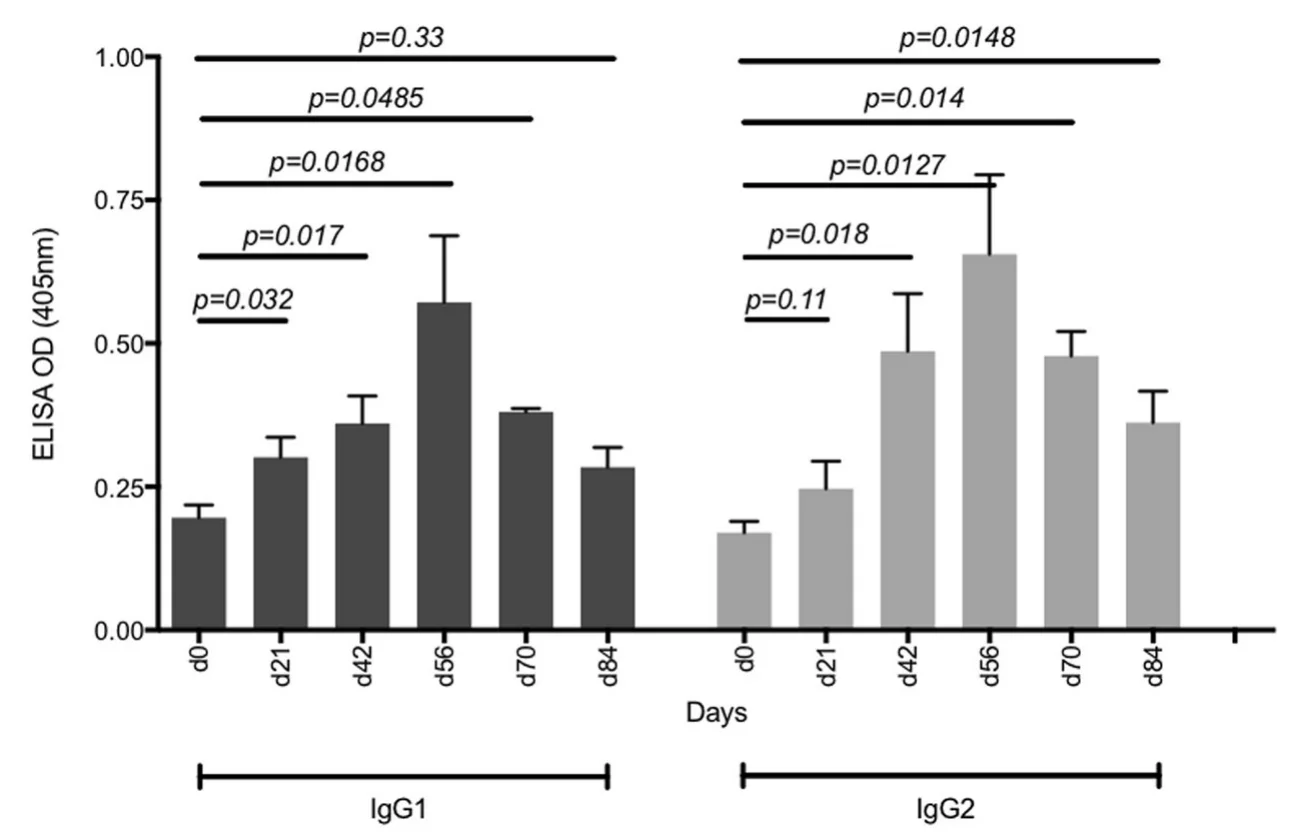 p=0.33
p=0.0148
1.00
p=0.0485
p=0.014
p=0.0168
p=0.0127
0.75
p=0.017
p=0.018
p=0.032
p=0.11
0.50
0.25
0.00
ELISA OD (405nm)
d0 d21 d42 d56 d70 d84 d0 d21 d42 d56 d70 d84
Days
IgG1 IgG2